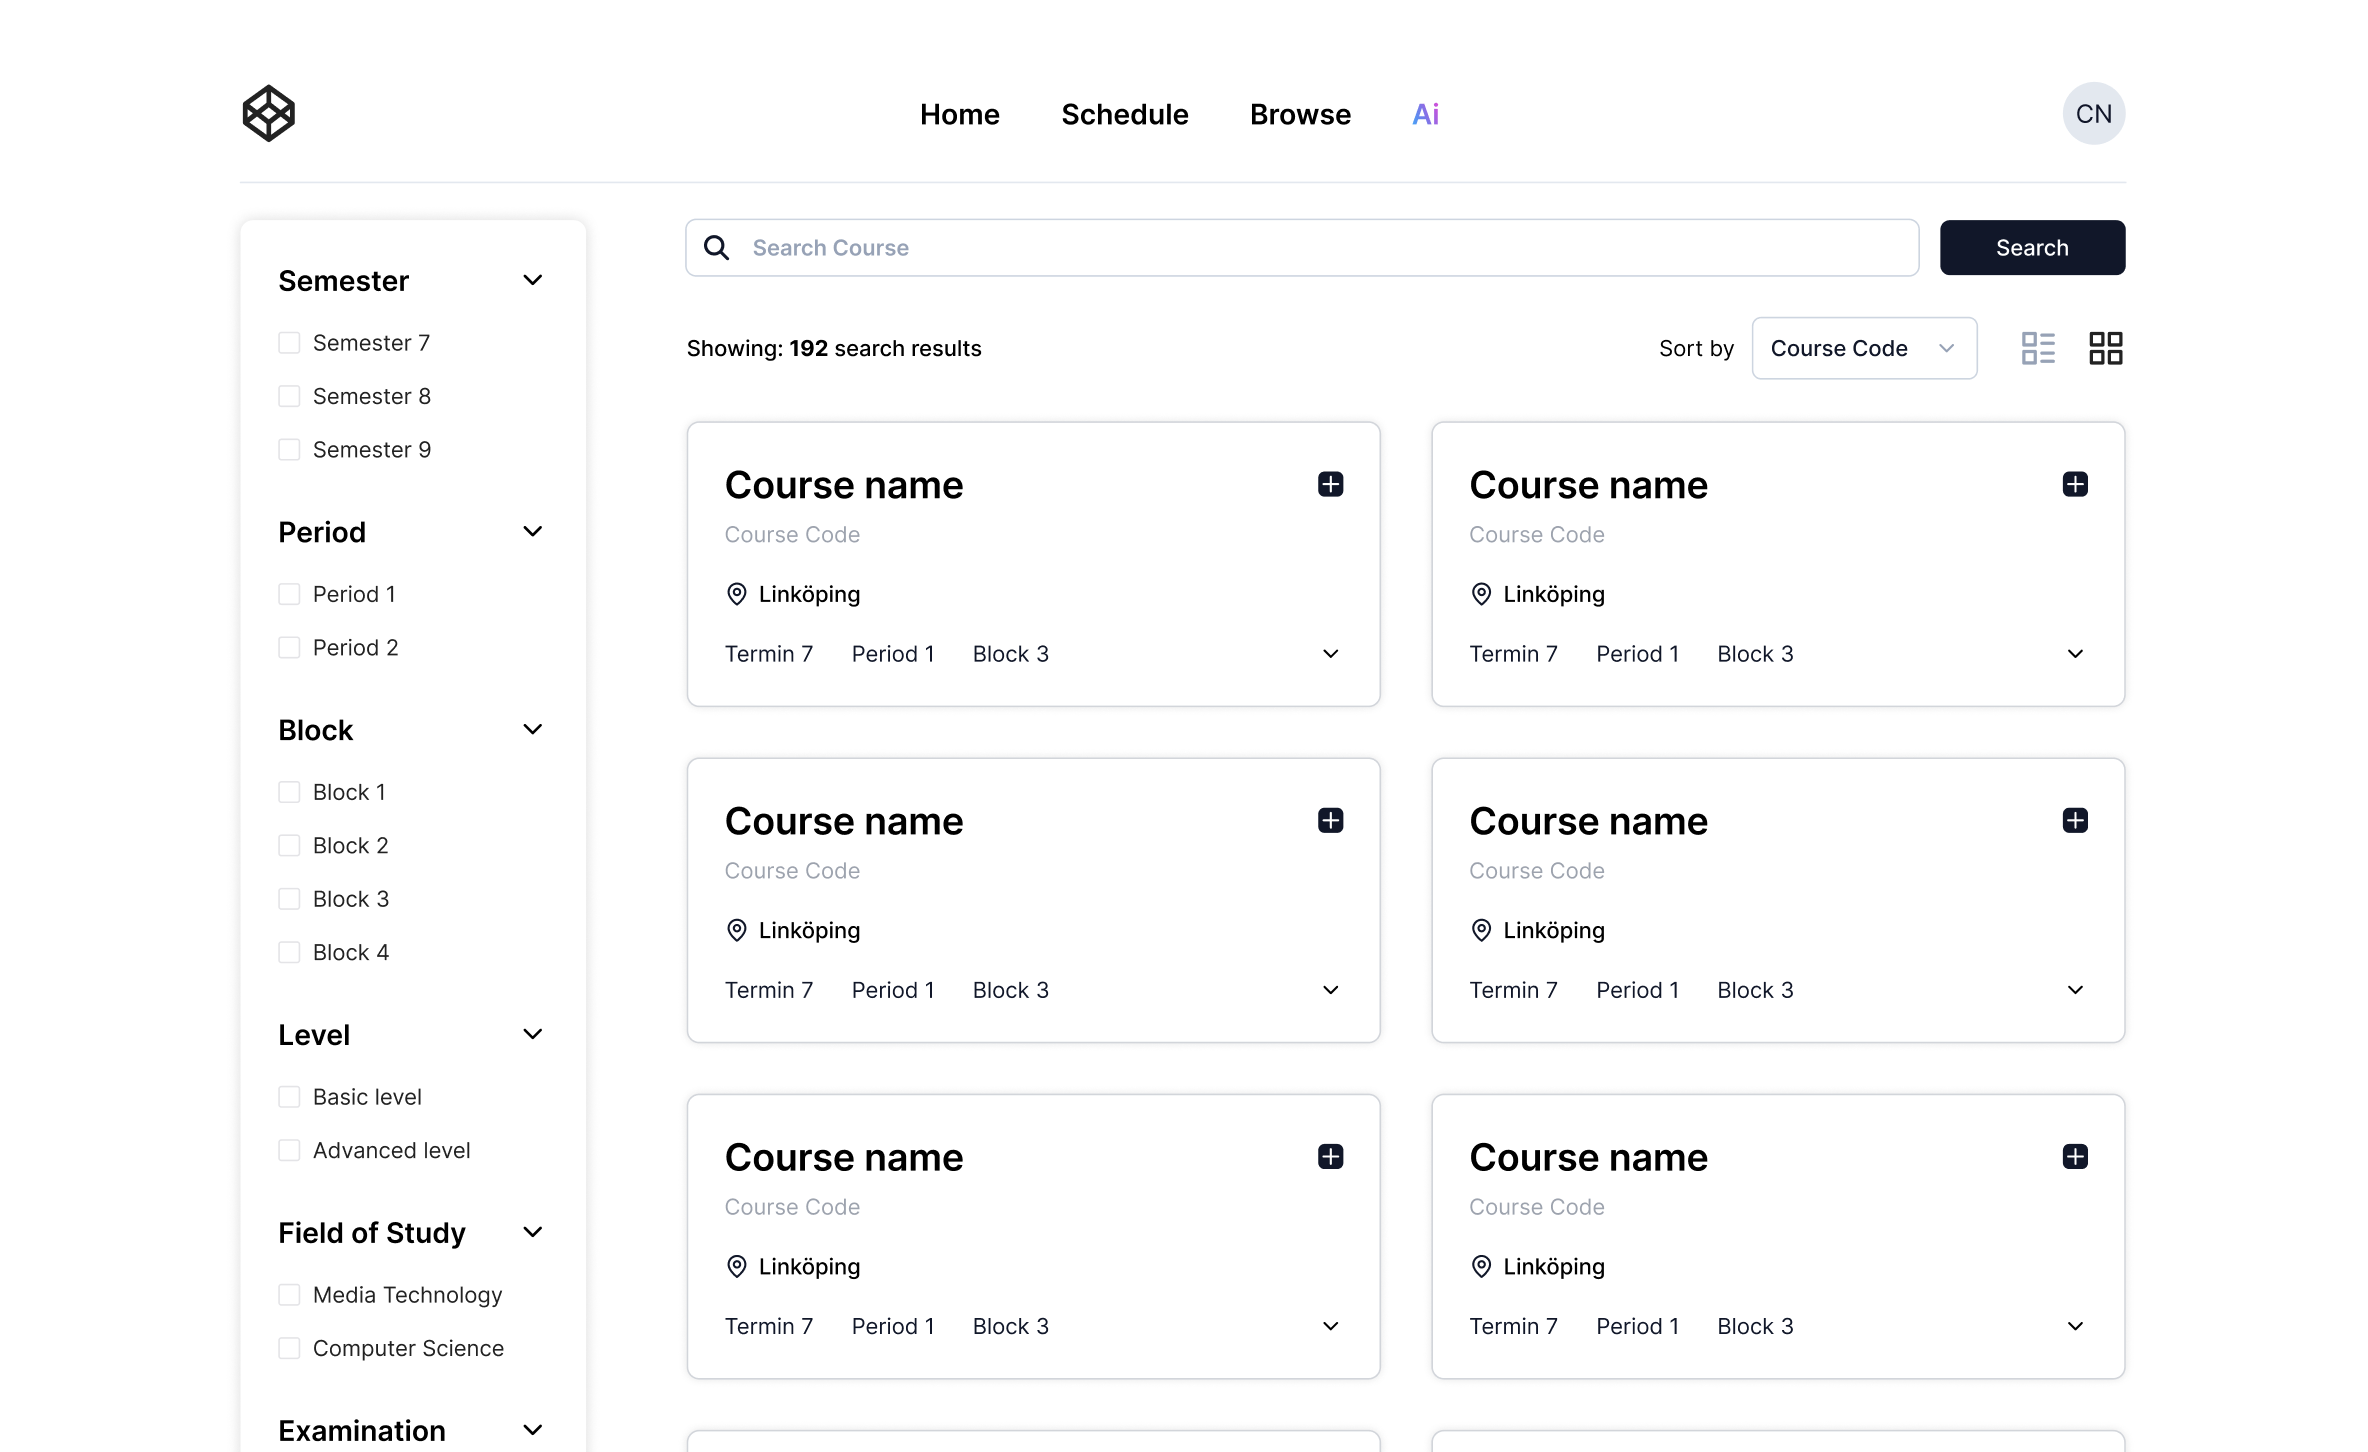 Home Schedule Browse Ai
CN
Semester
Semester 7
Semester 8
Semester 9
Period
Period 1
Period 2
Block
Block 1
Block 2
Block 3
Block 4
Level
Basic level
Advanced level
Field of Study
Media Technology
Computer Science
Examination
Search Course
Search
Showing: 192 search results
Sort by Course Code
Course name
Course Code
Linköping
Termin 7 Period 1 Block 3
Course name
Course Code
Linköping
Termin 7 Period 1 Block 3
Course name
Course Code
Linköping
Termin 7 Period 1 Block 3
Course name
Course Code
Linköping
Termin 7 Period 1 Block 3
Course name
Course Code
Linköping
Termin 7 Period 1 Block 3
Course name
Course Code
Linköping
Termin 7 Period 1 Block 3